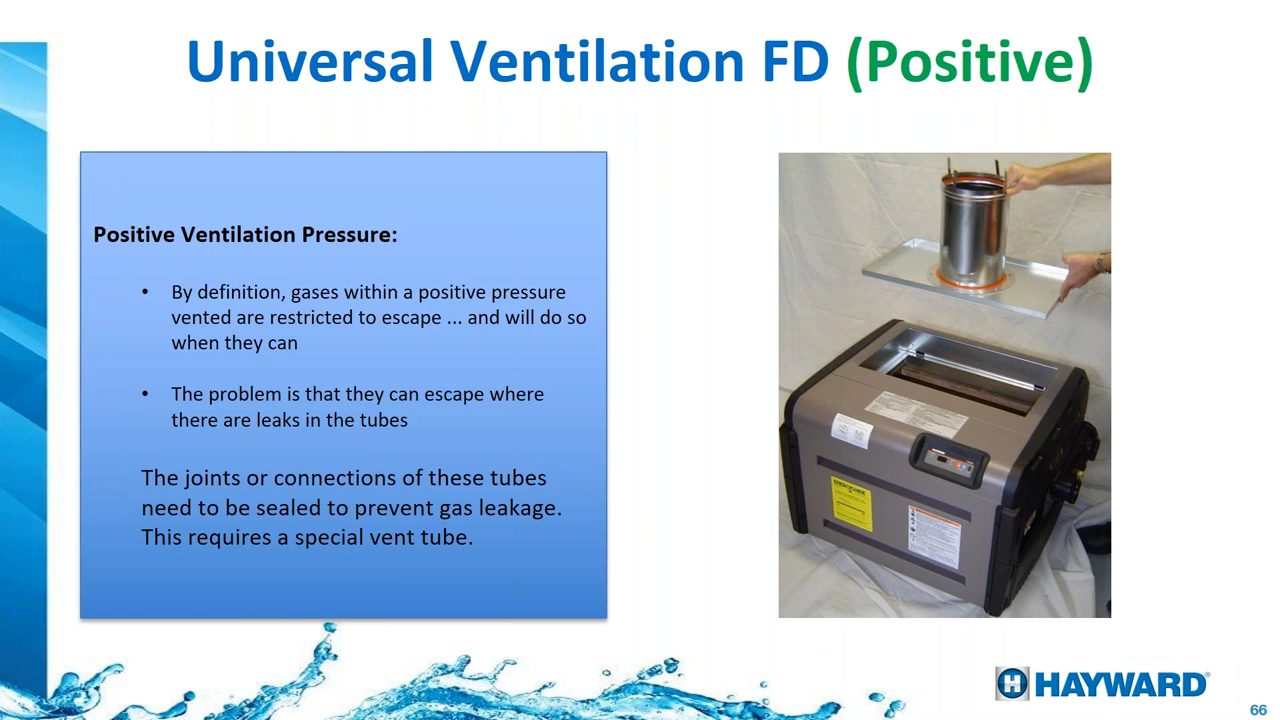 Universal Ventilation FD (Positive)
Positive Ventilation Pressure:
• By definition, gases within a positive pressure
vented are restricted to escape ... and will do so
when they can
• The problem is that they can escape where
there are leaks in the tubes
The joints or connections of these tubes
need to be sealed to prevent gas leakage.
This requires a special vent tube.
ENERGYGUIDE
HAYWARD®
66